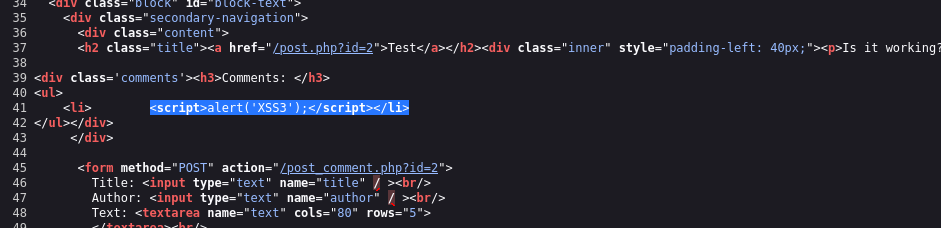 34 <div class="block" id="block-text">
35 <div class="secondary-navigation">
36 <div class="content">
37 <h2 class="title"><a href="/post.php?id=2">Test</a></h2><div class="inner" style="padding-left: 40px;"><p>Is it working?
38
39 <div class='comments'><h3>Comments: </h3>
40 <ul>
41 <li> <script>alert('XSS3');</script></li>
42 </ul></div>
43 </div>
44
45 <form method="POST" action="/post_comment.php?id=2">
46 Title: <input type="text" name="title" / ><br/>
47 Author: <input type="text" name="author" / ><br/>
48 Text: <textarea name="text" cols="80" rows="5">
49 </textarea><br/>